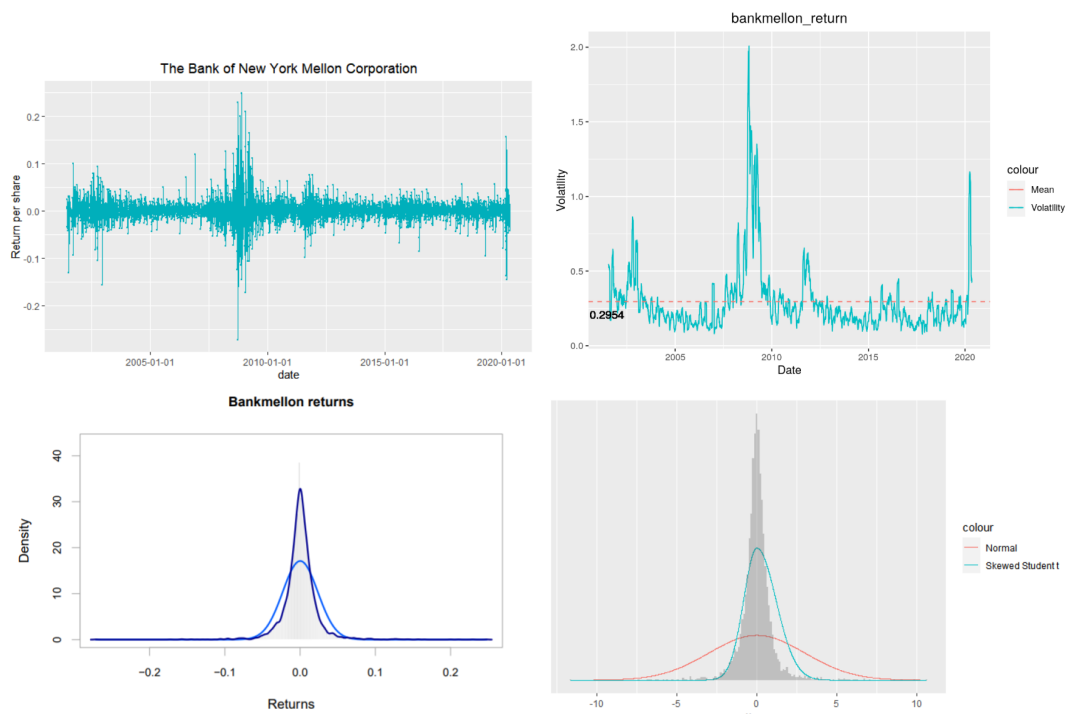 The Bank of New York Mellon Corporation
Return per share
0.2
0.1
0.0
-0.1
-0.2
2005-01-01 2010-01-01 2015-01-01 2020-01-01
date
bankmellon_return
Volatility
2.0
1.5
1.0
0.5
0.0
0.2954
2005 2010 2015 2020
Date
colour
Mean
Volatility
Bankmellon returns
Density
40
30
20
10
0
−0.2 −0.1 0.0 0.1 0.2
Returns
-10 -5 0 5 10
colour
Normal
Skewed Student t